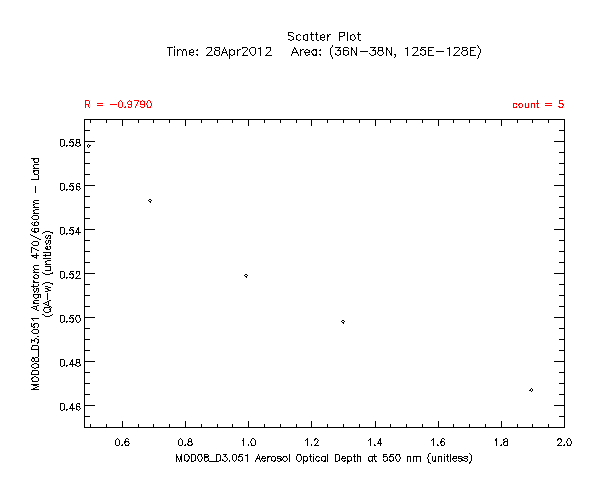 Scatter Plot
Time: 28Apr2012 Area: (36N-38N, 125E-128E)
R = -0.9790
count = 5
0.58
0.56
0.54
0.52
0.50
0.48
0.46
MOD08_D3.051 Angstrom 470/660nm - Land
(QA-w) (unitless)
0.6 0.8 1.0 1.2 1.4 1.6 1.8 2.0
MOD08_D3.051 Aerosol Optical Depth at 550 nm (unitless)